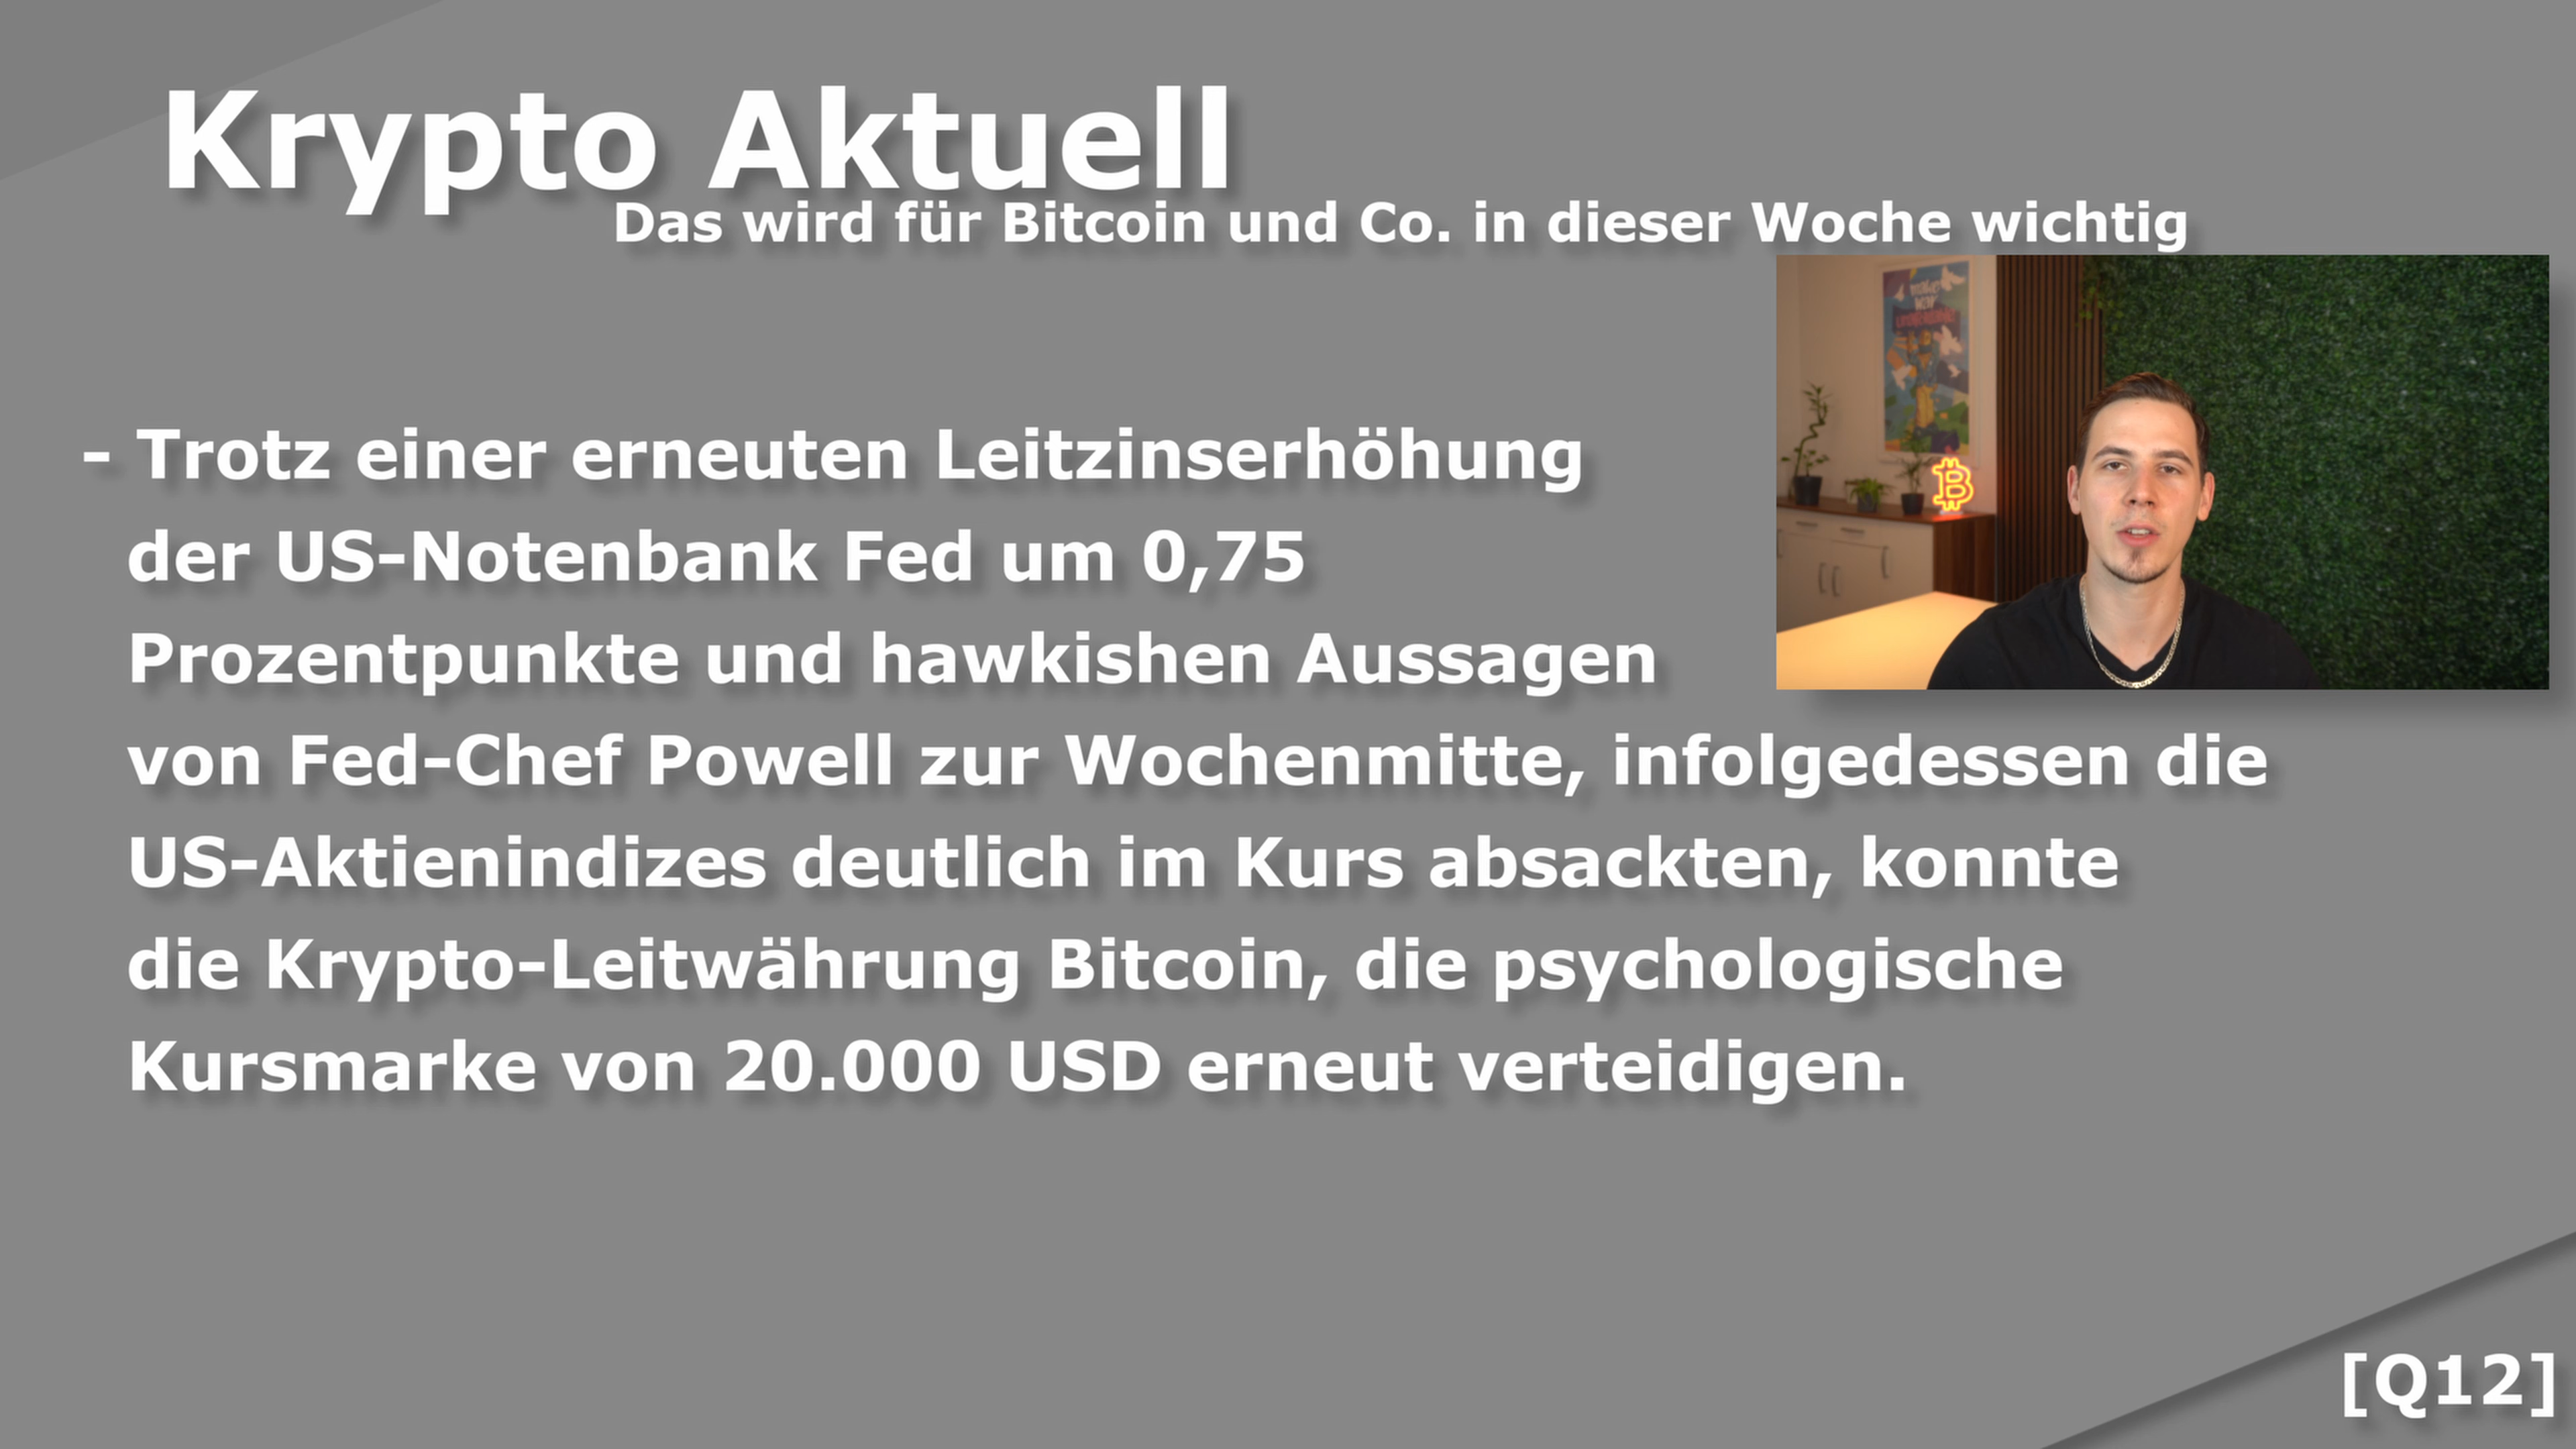 Krypto Aktuell
Das wird für Bitcoin und Co. in dieser Woche wichtig
- Trotz einer erneuten Leitzinserhöhung
der US-Notenbank Fed um 0,75
Prozentpunkte und hawkishen Aussagen
von Fed-Chef Powell zur Wochenmitte, infolgedessen die
US-Aktienindizes deutlich im Kurs absackten, konnte
die Krypto-Leitwährung Bitcoin, die psychologische
Kursmarke von 20.000 USD erneut verteidigen.
[Q12]